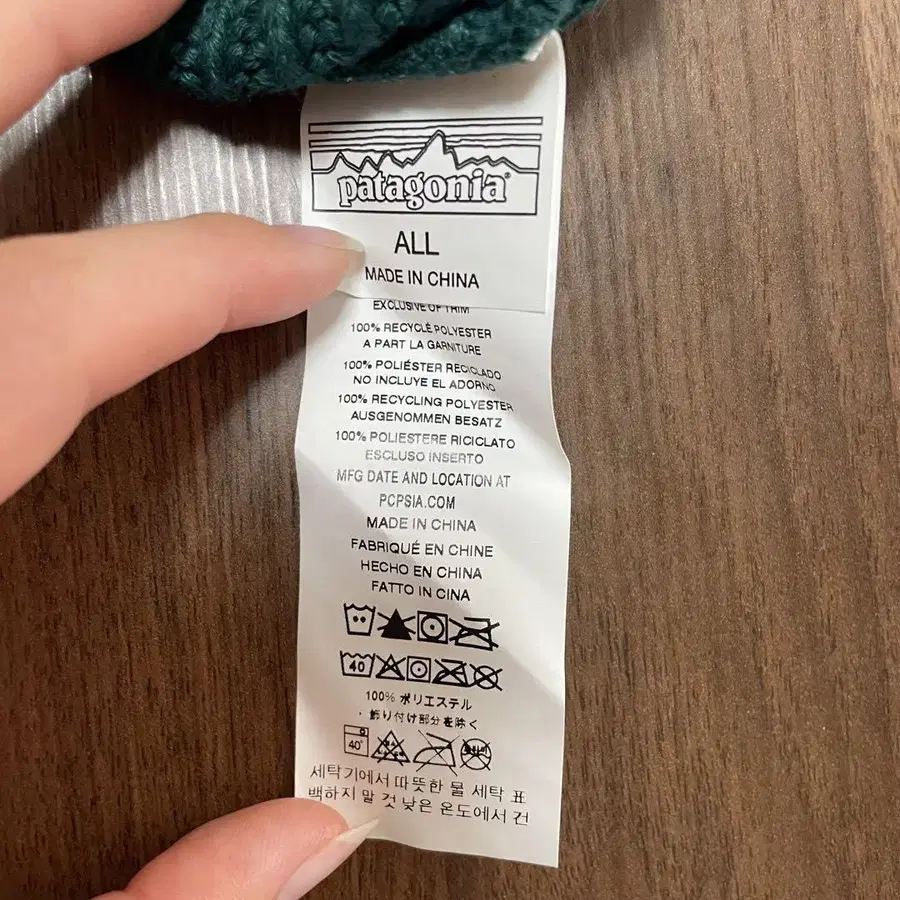 patagonia®
ALL
MADE IN CHINA
EXCLUSIVE OF TRIM
100% RECYCLÉ POLYESTER
A PART LA GARNITURE
100% POLIÉSTER RECICLADO
NO INCLUYE EL ADORNO
100% RECYCLING POLYESTER
AUSGENOMMEN BESATZ
100% POLIESTERE RICICLATO
ESCLUSO INSERTO
MFG DATE AND LOCATION AT
PCPSIA.COM
MADE IN CHINA
FABRIQUÉ EN CHINE
HECHO EN CHINA
FATTO IN CINA
40
100% ポリエステル
・飾り付け部分を除く
40°
세탁기에서 따뜻한 물 세탁 표
백하지 말 것 낮은 온도에서 건